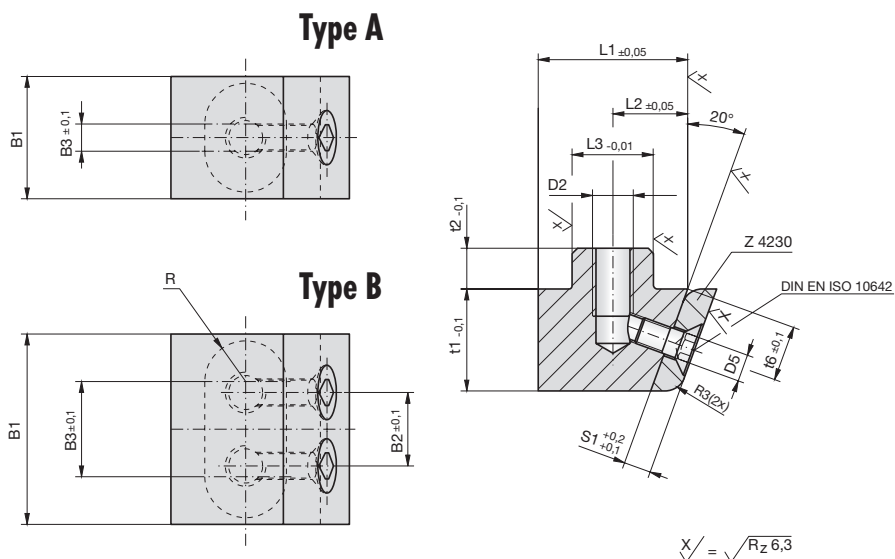 Type A
B1
B3 ± 0,1
Type B
R
B1
B3±0,1
B2±0,1
L1 ±0,05
X
L2 ±0,05
20°
L3 -0,01
X
D2
t2 -0,1
X
X
Z 4230
DIN EN ISO 10642
X
t1 -0,1
t6 ±0,1
D5
R3(2x)
S1 +0,2 +0,1
X = Rz 6,3